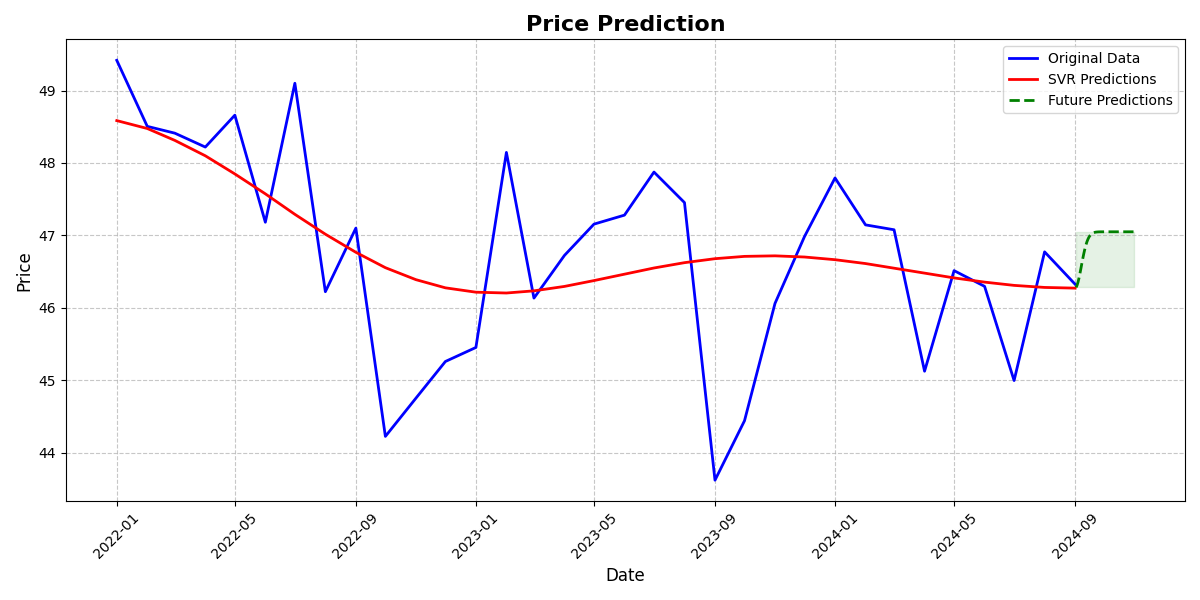 Price Prediction
Original Data
SVR Predictions
Future Predictions
Price
49
48
47
46
45
44
2022-01
2022-05
2022-09
2023-01
2023-05
2023-09
2024-01
2024-05
2024-09
Date